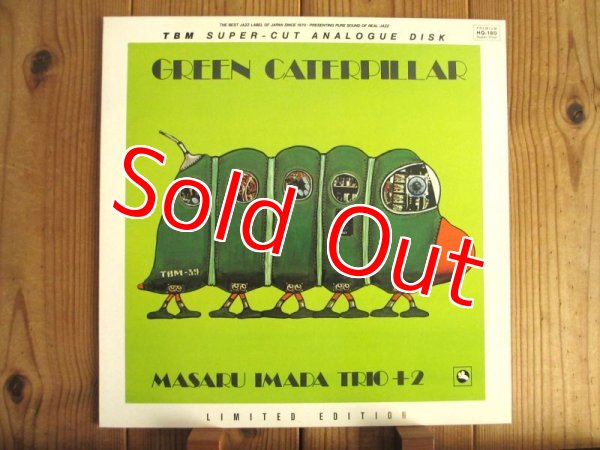 THE BEST JAZZ LABEL OF JAPAN SINCE 1970 - PRESENTING PURE SOUND OF REAL JAZZ
TBM SUPER-CUT ANALOGUE DISK
PREMIUM
HQ-180
GREEN CATERPILLAR
Sold Out
TBM-39
MASARU IMADA TRIO +2
LIMITED EDITION